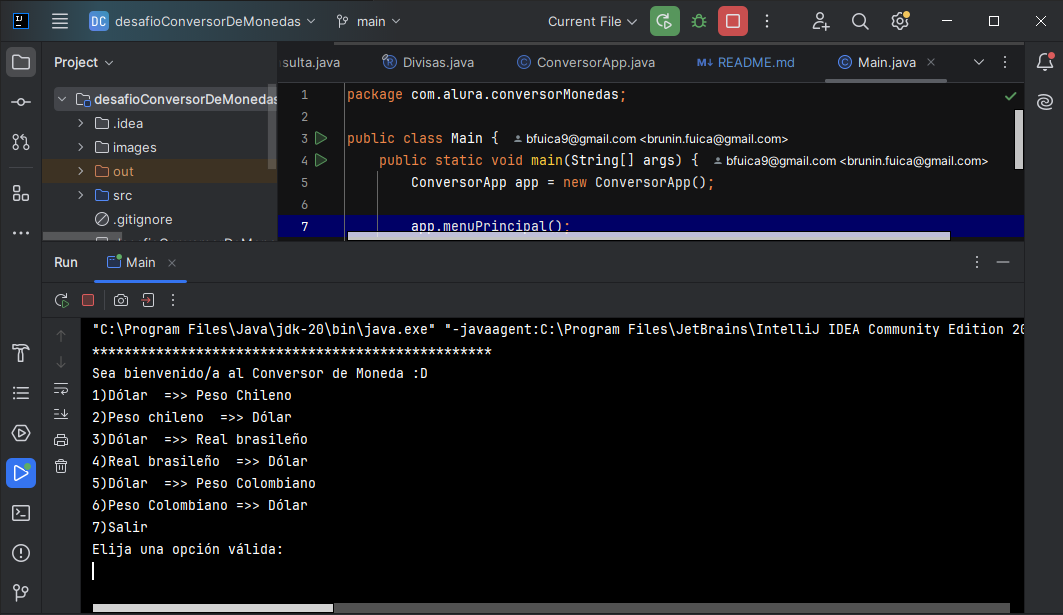 DC desafioConversorDeMonedas main Current File
Project
sulta.java Divisas.java ConversorApp.java M↓ README.md Main.java
desafioConversorDeMonedas
.idea
images
out
src
.gitignore
1 package com.alura.conversorMonedas;
2
3 public class Main { bfuica9@gmail.com <brunin.fuica@gmail.com>
4 public static void main(String[] args) { bfuica9@gmail.com <brunin.fuica@gmail.com>
5 ConversorApp app = new ConversorApp();
6
7 app.menuPrincipal();
Run Main
"C:\Program Files\Java\jdk-20\bin\java.exe" "-javaagent:C:\Program Files\JetBrains\IntelliJ IDEA Community Edition 20
**************************************************
Sea bienvenido/a al Conversor de Moneda :D
1)Dólar =>> Peso Chileno
2)Peso chileno =>> Dólar
3)Dólar =>> Real brasileño
4)Real brasileño =>> Dólar
5)Dólar =>> Peso Colombiano
6)Peso Colombiano =>> Dólar
7)Salir
Elija una opción válida: